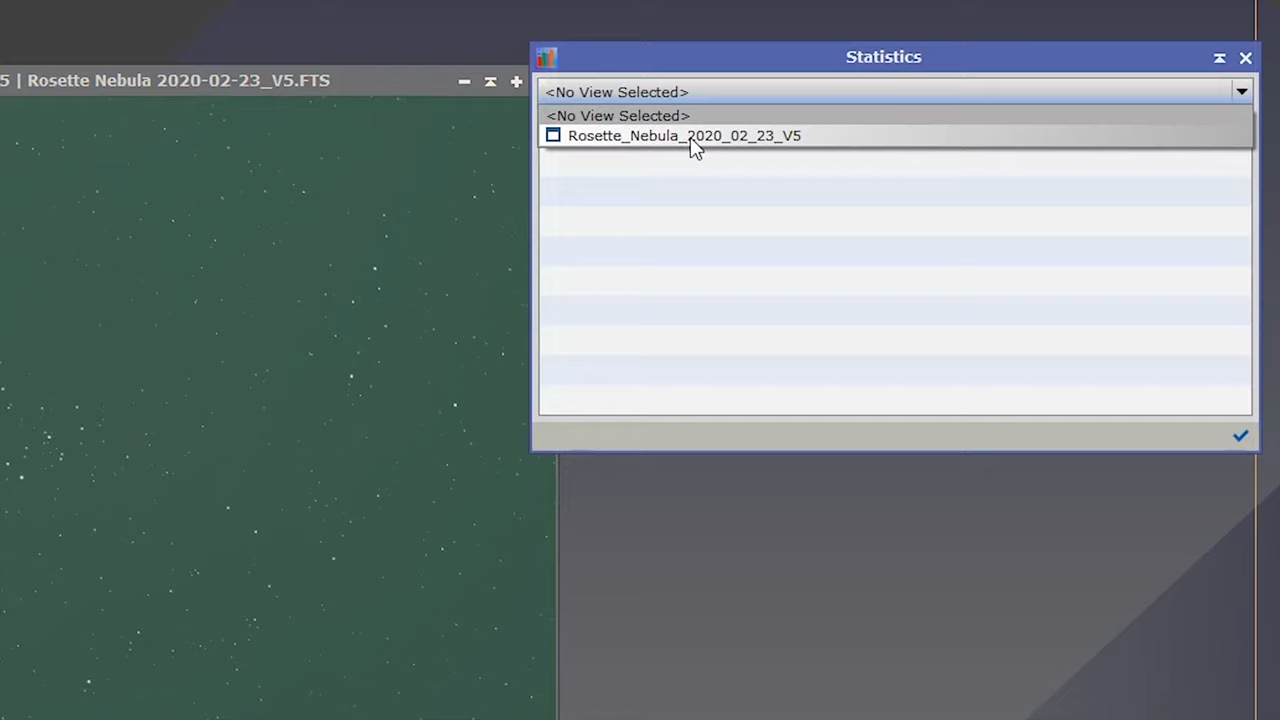 Statistics
5 | Rosette Nebula 2020-02-23_V5.FTS
<No View Selected>
<No View Selected>
Rosette_Nebula_2020_02_23_V5